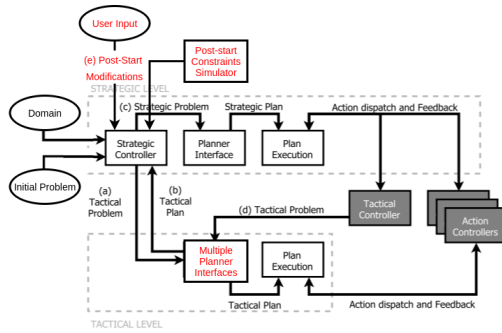 User Input
(e) Post-Start
Modifications
Post-start
Constraints
Simulator
STRATEGIC LEVEL
Domain
(c) Strategic Problem
Strategic Plan
Action dispatch and Feedback
Strategic
Controller
Planner
Interface
Plan
Execution
Initial Problem
(a)
Tactical
Problem
(b)
Tactical
Plan
(d) Tactical Problem
Tactical
Controller
Action
Controllers
Multiple
Planner
Interfaces
Plan
Execution
Tactical Plan
Action dispatch and Feedback
TACTICAL LEVEL